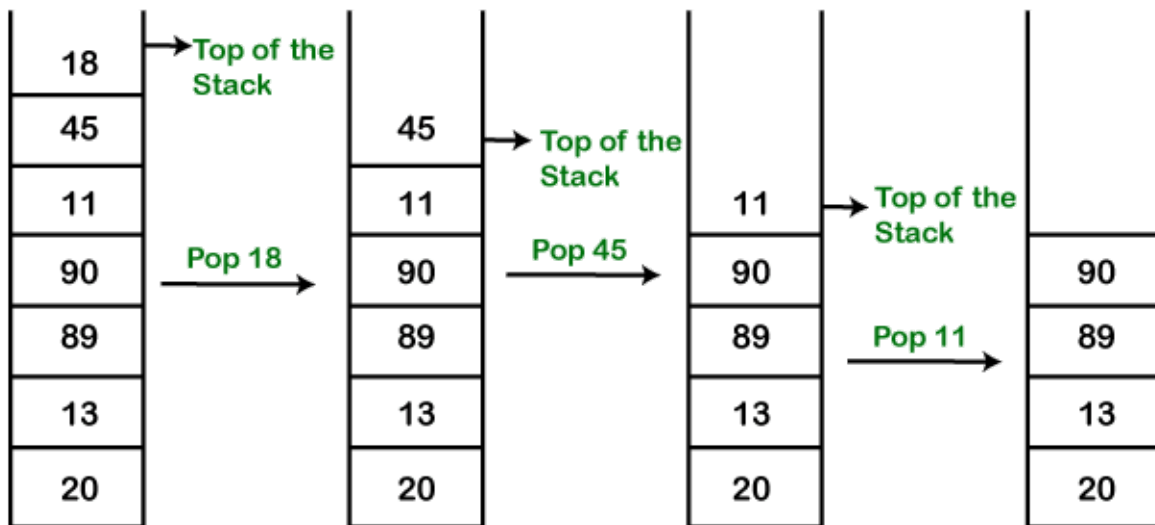 18
Top of the
Stack
45
11
90
89
13
20
Pop 18
45
Top of the
Stack
11
90
89
13
20
Pop 45
11
Top of the
Stack
90
89
13
20
Pop 11
90
89
13
20